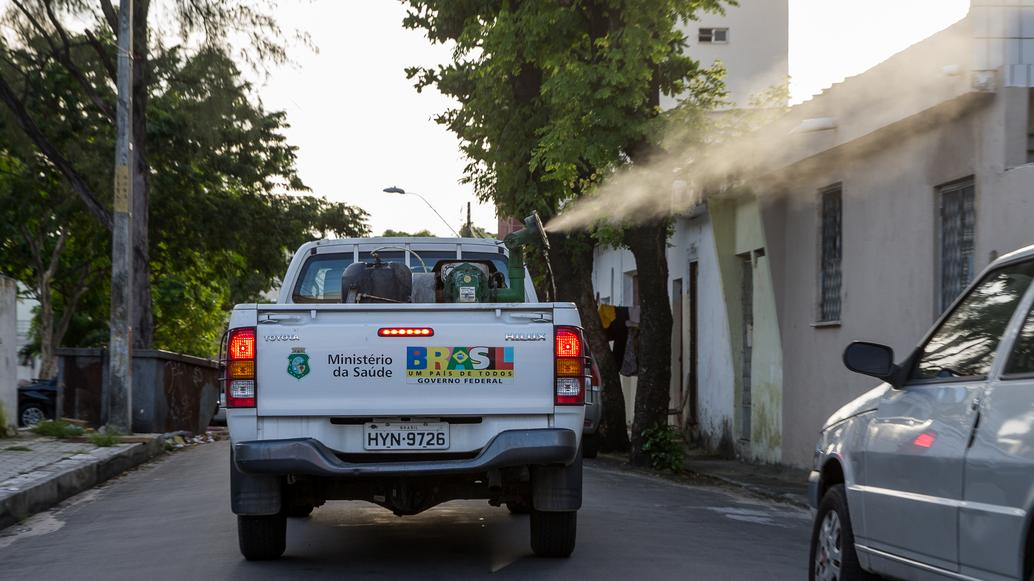 TOYOTA
HILUX
Ministério
da Saúde
BRASIL
UM PAÍS DE TODOS
GOVERNO FEDERAL
BRASIL
HYN 9726